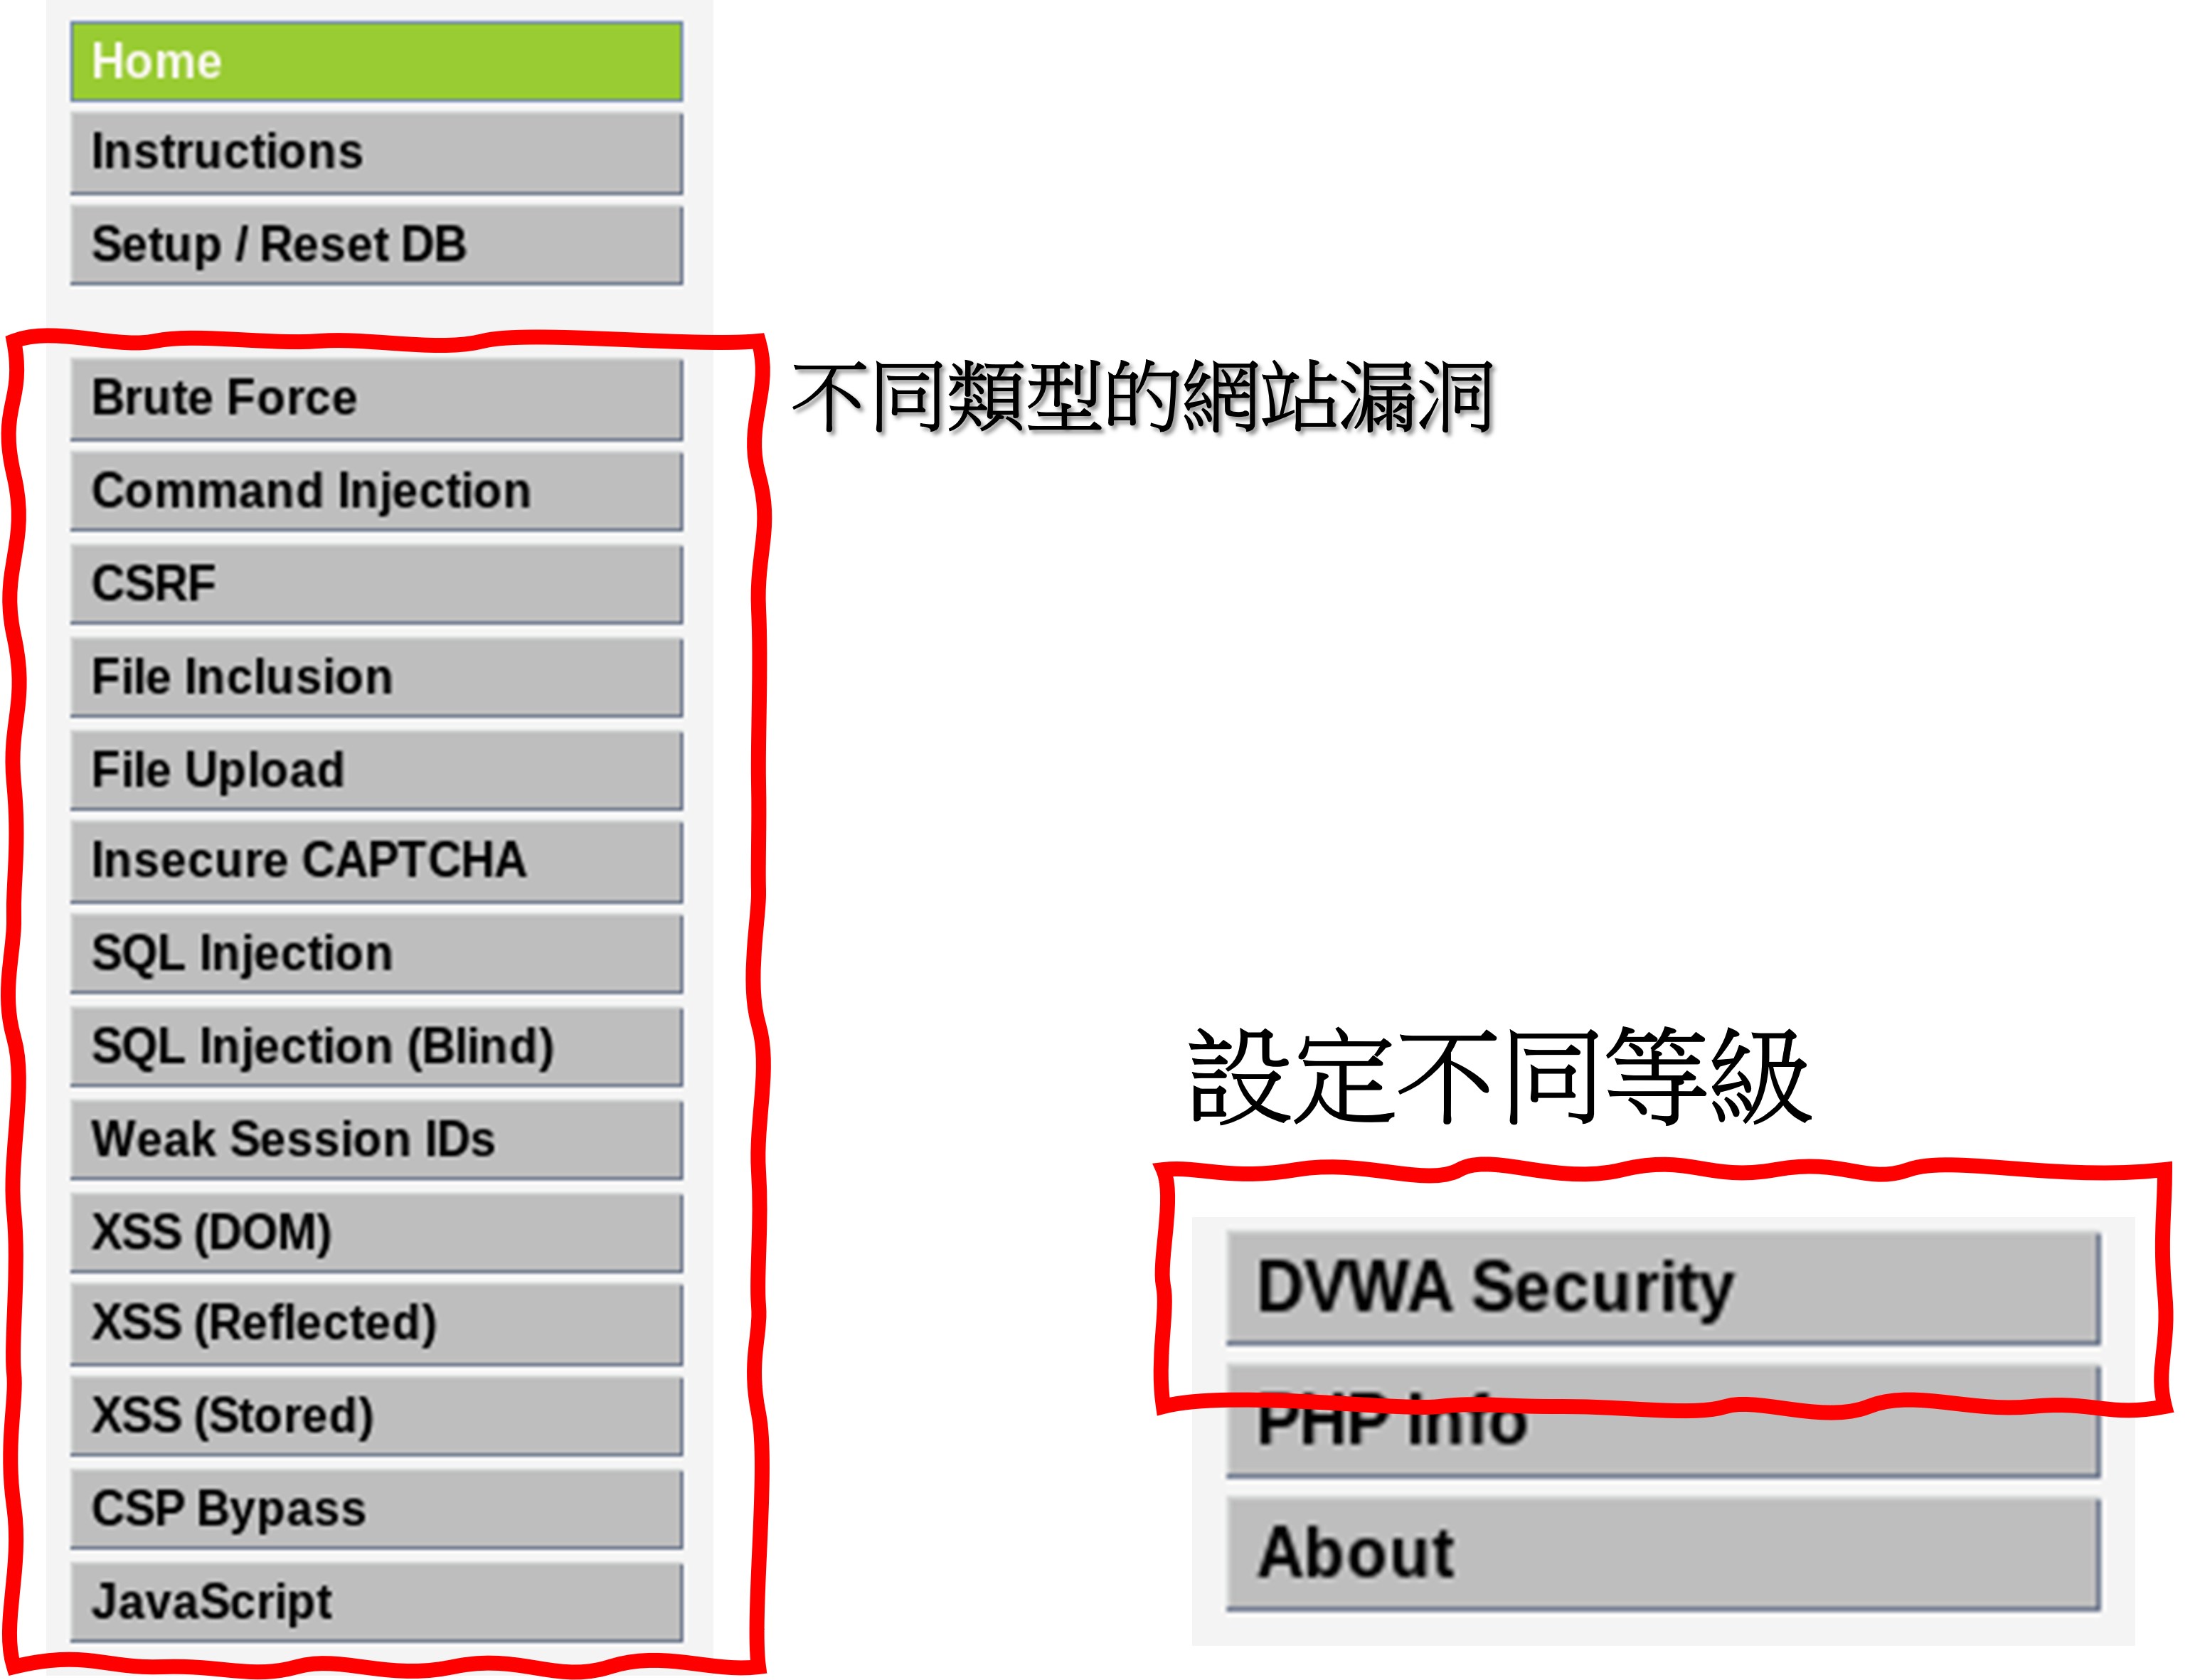 Home
Instructions
Setup / Reset DB
Brute Force
Command Injection
CSRF
File Inclusion
File Upload
Insecure CAPTCHA
SQL Injection
SQL Injection (Blind)
Weak Session IDs
XSS (DOM)
XSS (Reflected)
XSS (Stored)
CSP Bypass
JavaScript
不同類型的網站漏洞
設定不同等級
DVWA Security
PHP Info
About